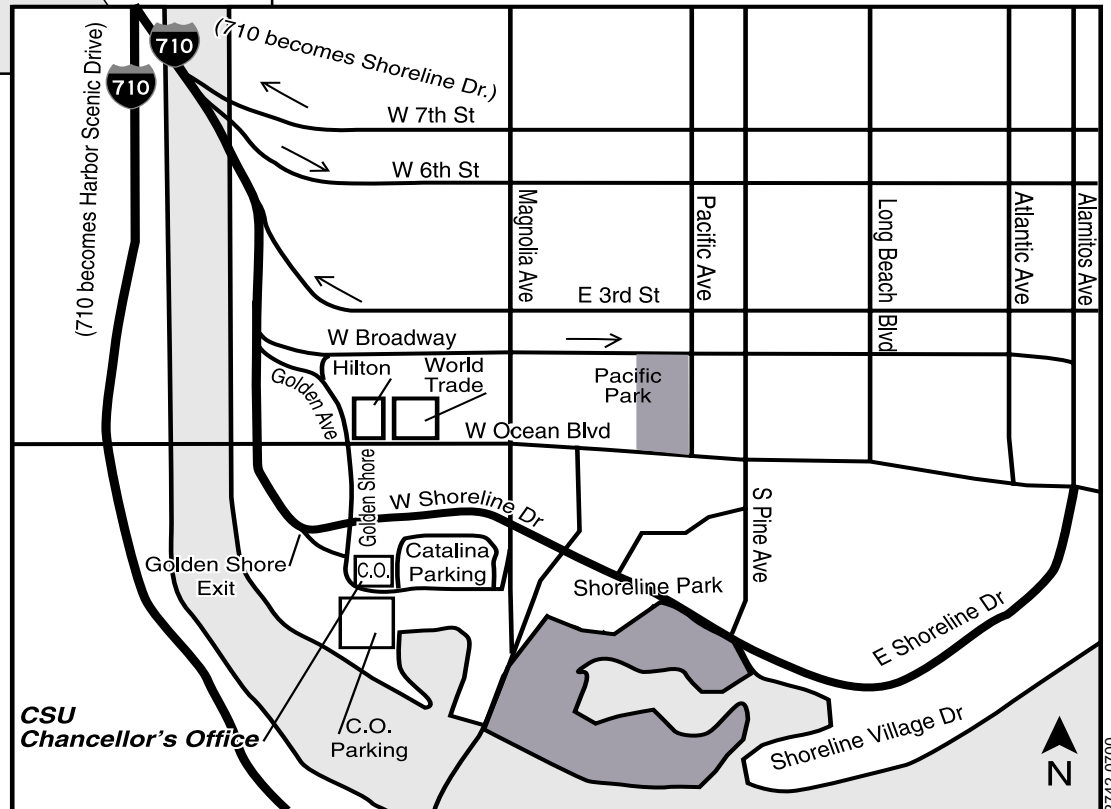 710
(710 becomes Shoreline Dr.)
710
(710 becomes Harbor Scenic Drive)
W 7th St
W 6th St
Magnolia Ave
Pacific Ave
Long Beach Blvd
Atlantic Ave
Alamitos Ave
E 3rd St
W Broadway
Hilton
World
Trade
Pacific
Park
Golden Ave
W Ocean Blvd
Golden Shore
W Shoreline Dr
S Pine Ave
Golden Shore
Exit
C.O.
Catalina
Parking
Shoreline Park
E Shoreline Dr
CSU
Chancellor's Office
C.O.
Parking
Shoreline Village Dr
N